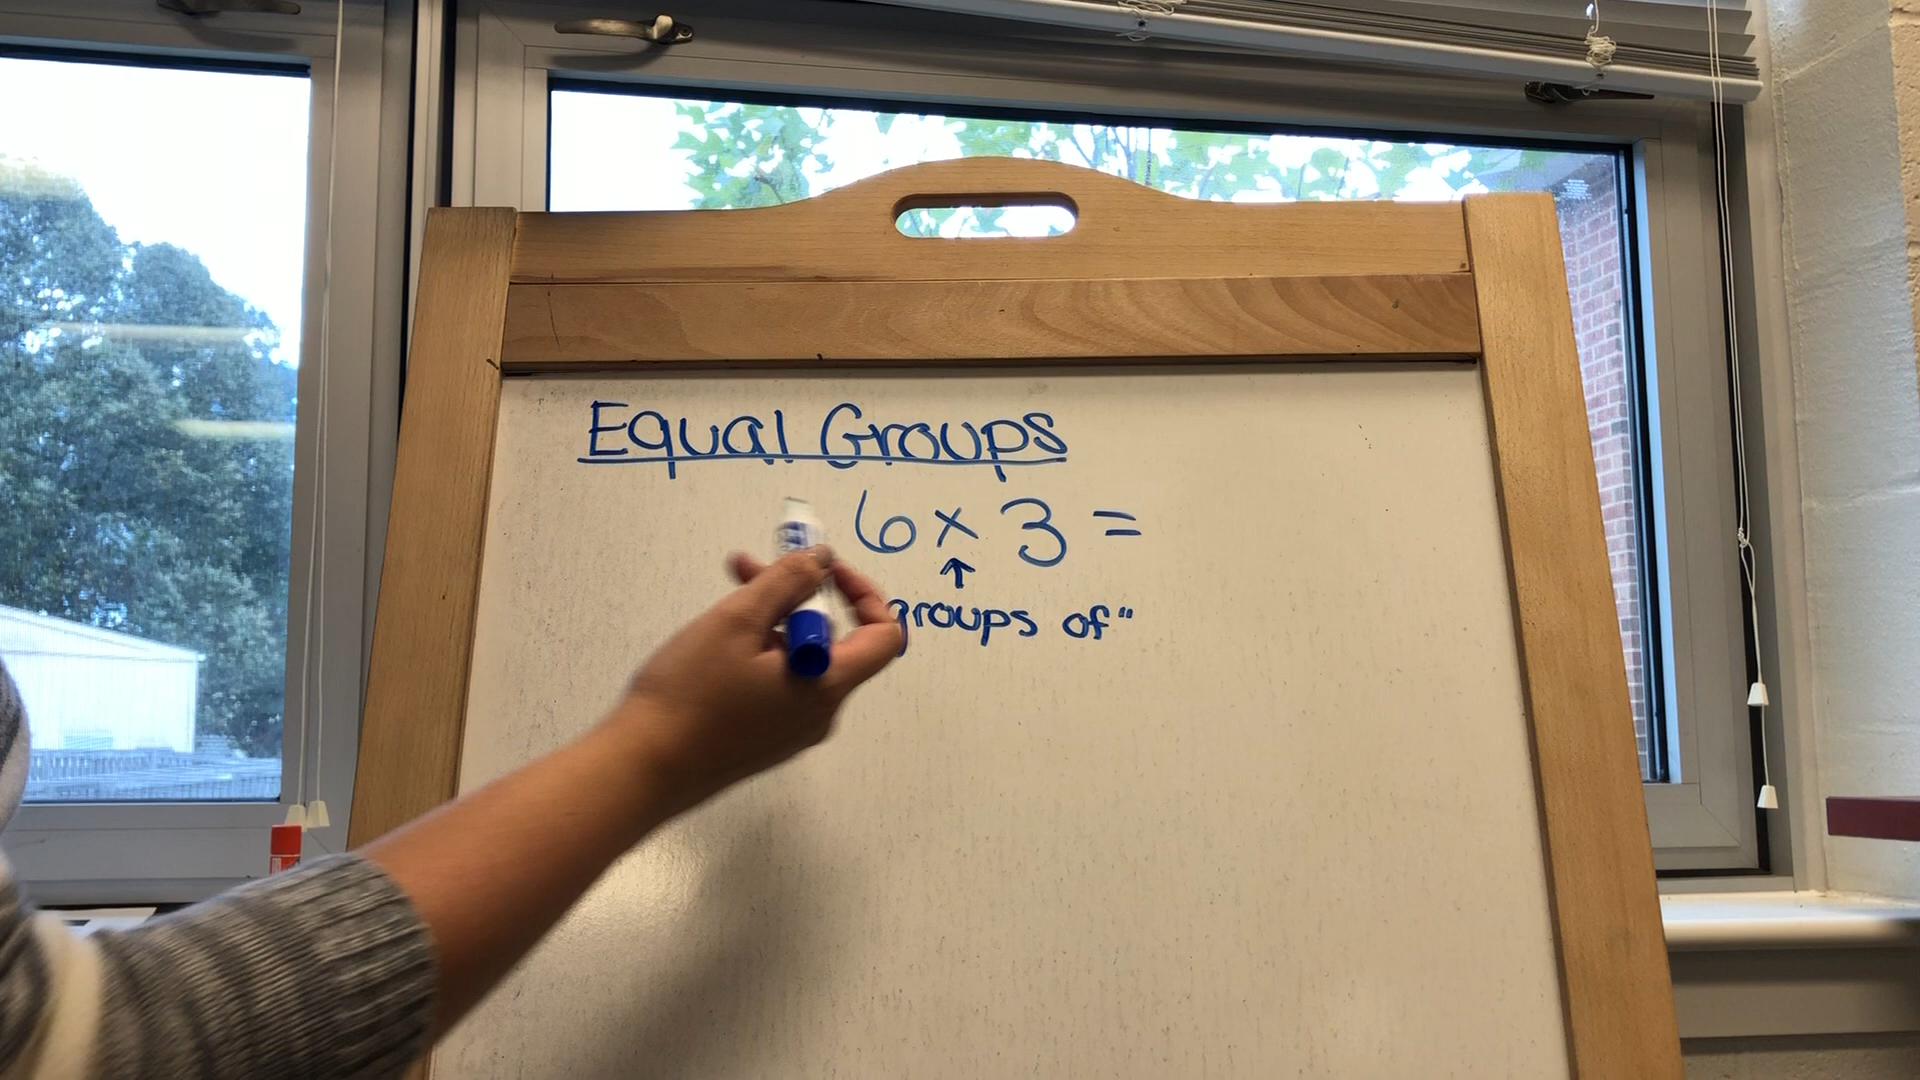 Equal Groups
6 × 3 =
↑
groups of"